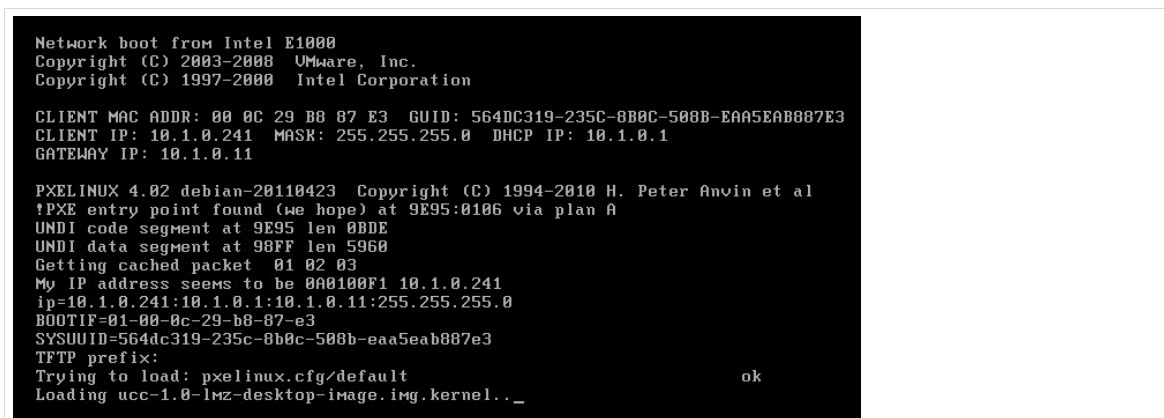 Network boot from Intel E1000
Copyright (C) 2003-2008  VMware, Inc.
Copyright (C) 1997-2000  Intel Corporation
CLIENT MAC ADDR: 00 0C 29 B8 87 E3  GUID: 564DC319-235C-8B0C-508B-EAA5EAB887E3
CLIENT IP: 10.1.0.241  MASK: 255.255.255.0  DHCP IP: 10.1.0.1
GATEWAY IP: 10.1.0.11
PXELINUX 4.02 debian-20110423  Copyright (C) 1994-2010 H. Peter Anvin et al
!PXE entry point found (we hope) at 9E95:0106 via plan A
UNDI code segment at 9E95 len 0BDE
UNDI data segment at 98FF len 5960
Getting cached packet  01 02 03
My IP address seems to be 0A0100F1 10.1.0.241
ip=10.1.0.241:10.1.0.1:10.1.0.11:255.255.255.0
BOOTIF=01-00-0c-29-b8-87-e3
SYSUUID=564dc319-235c-8b0c-508b-eaa5eab887e3
TFTP prefix:
Trying to load: pxelinux.cfg/default ok
Loading ucc-1.0-lmz-desktop-image.img.kernel.._